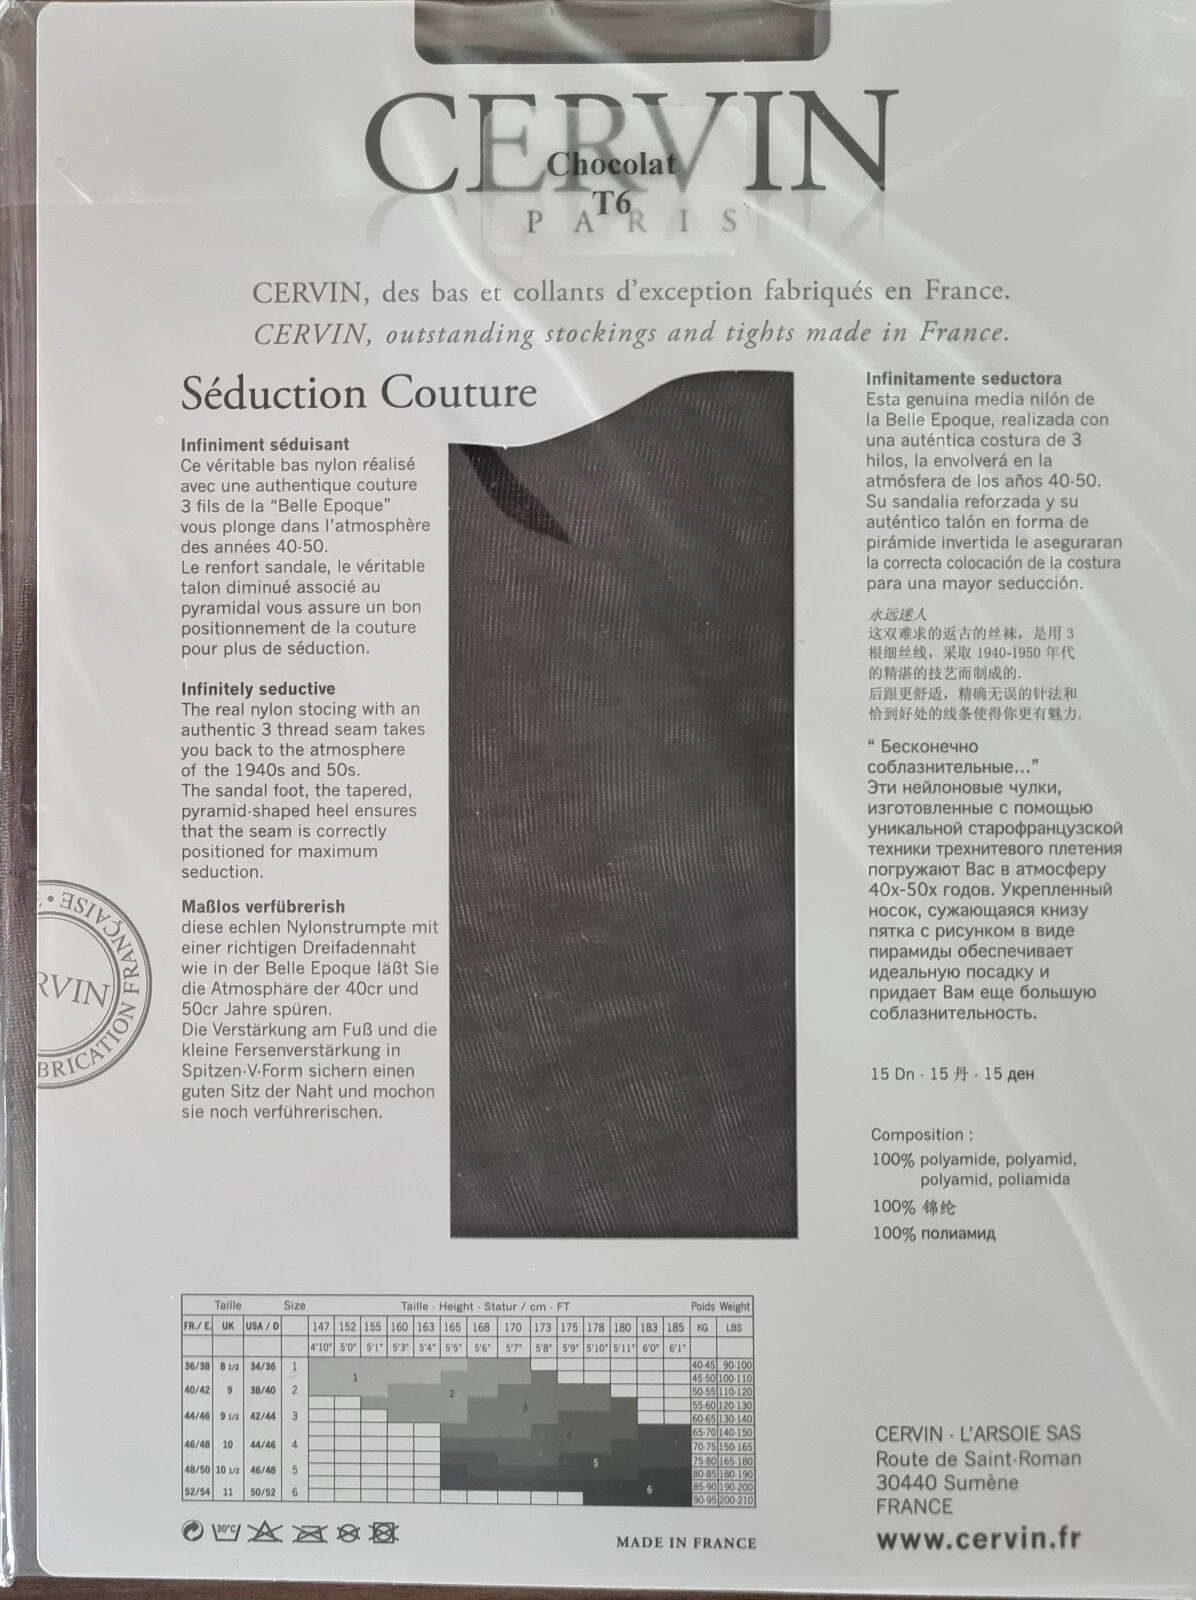 CERVIN
Chocolat
T6
PARIS
CERVIN, des bas et collants d'exception fabriqués en France.
CERVIN, outstanding stockings and tights made in France.
Séduction Couture
Infiniment séduisant
Ce véritable bas nylon réalisé
avec une authentique couture
3 fils de la "Belle Epoque"
vous plonge dans l'atmosphère
des années 40-50.
Le renfort sandale, le véritable
talon diminué associé au
pyramidal vous assure un bon
positionnement de la couture
pour plus de séduction.
Infinitely seductive
The real nylon stocing with an
authentic 3 thread seam takes
you back to the atmosphere
of the 1940s and 50s.
The sandal foot, the tapered,
pyramid-shaped heel ensures
that the seam is correctly
positioned for maximum
seduction.
Maßlos verfübrerish
diese echlen Nylonstrumpte mit
einer richtigen Dreifadennaht
wie in der Belle Epoque läßt Sie
die Atmosphäre der 40cr und
50cr Jahre spüren.
Die Verstärkung am Fuß und die
kleine Fersenverstärkung in
Spitzen-V-Form sichern einen
guten Sitz der Naht und mochon
sie noch verführerischen.
Infinitamente seductora
Esta genuina media nilón de
la Belle Epoque, realizada con
una auténtica costura de 3
hilos, la envolverá en la
atmósfera de los años 40-50.
Su sandalia reforzada y su
auténtico talón en forma de
pirámide invertida le aseguraran
la correcta colocación de la costura
para una mayor seducción.
永远迷人
这双难求的返古的丝袜，是用 3
根细丝线，采取 1940-1950 年代
的精湛的技艺而制成的.
后跟更舒适，精确无误的针法和
恰到好处的线条使得你更有魅力.
" Бесконечно
соблазнительные..."
Эти нейлоновые чулки,
изготовленные с помощью
уникальной старофранцузской
техники трехнитевого плетения
погружают Вас в атмосферу
40х-50х годов. Укрепленный
носок, сужающаяся книзу
пятка с рисунком в виде
пирамиды обеспечивает
идеальную посадку и
придает Вам еще большую
соблазнительность.
15 Dn · 15 丹 · 15 ден
Composition :
100% polyamide, polyamid,
polyamid, poliamida
100% 锦纶
100% полиамид
RVIN
BRICATION FRANÇAISE •
Taille Size Taille · Height · Statur / cm · FT Poids Weight
FR./ E. UK USA / D 147 152 155 160 163 165 168 170 173 175 178 180 183 185 KG LBS
4'10" 5'0" 5'1" 5'3" 5'4" 5'5" 5'6" 5'7" 5'8" 5'9" 5'10" 5'11" 6'0" 6'1"
36/38 8 1/2 34/36 1 1 40-45 90-100
45-50 100-110
40/42 9 38/40 2 2 50-55 110-120
3 55-60 120-130
44/46 9 1/2 42/44 3 60-65 130-140
4 65-70 140-150
46/48 10 44/46 4 70-75 150-165
5 75-80 165-180
48/50 10 1/2 46/48 5 80-85 180-190
6 85-90 190-200
52/54 11 50/52 6 90-95 200-210
30°C
MADE IN FRANCE
CERVIN - L'ARSOIE SAS
Route de Saint-Roman
30440 Sumène
FRANCE
www.cervin.fr